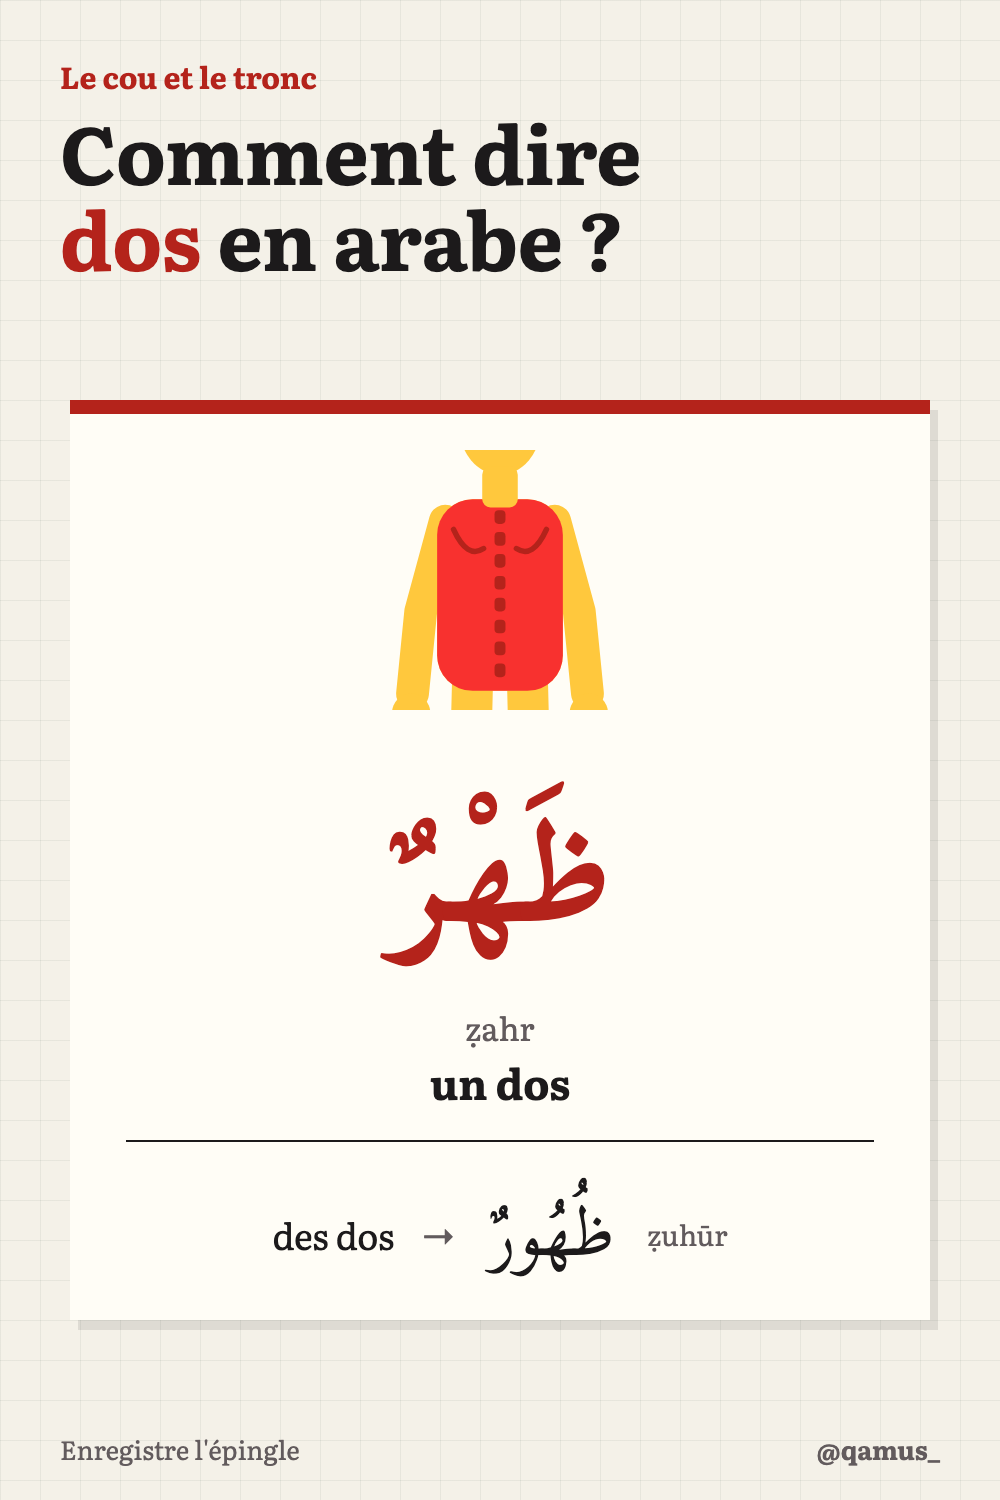 Le cou et le tronc
Comment dire
dos en arabe ?
ظَهْرٌ
ẓahr
un dos
des dos → ظُهُورٌ ẓuhūr
Enregistre l'épingle
@qamus_